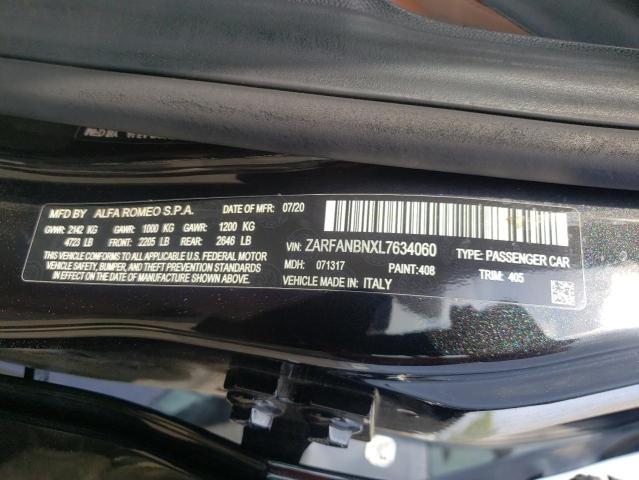 MFD BY ALFA ROMEO S.P.A. DATE OF MFR 07/20
GVWR: 2142 KG GAWR: 1000 KG GAWR: 1200 KG
4723 LB FRONT: 2205 LB REAR: 2646 LB
THIS VEHICLE CONFORMS TO ALL APPLICABLE U.S. FEDERAL MOTOR
VEHICLE SAFETY, BUMPER, AND THEFT PREVENTION STANDARDS IN
EFFECT ON THE DATE OF MANUFACTURE SHOWN ABOVE.
VIN: ZARFANBNXL7634060 TYPE: PASSENGER CAR
MDH: 071317 PAINT:408 TRIM: 405
VEHICLE MADE IN: ITALY